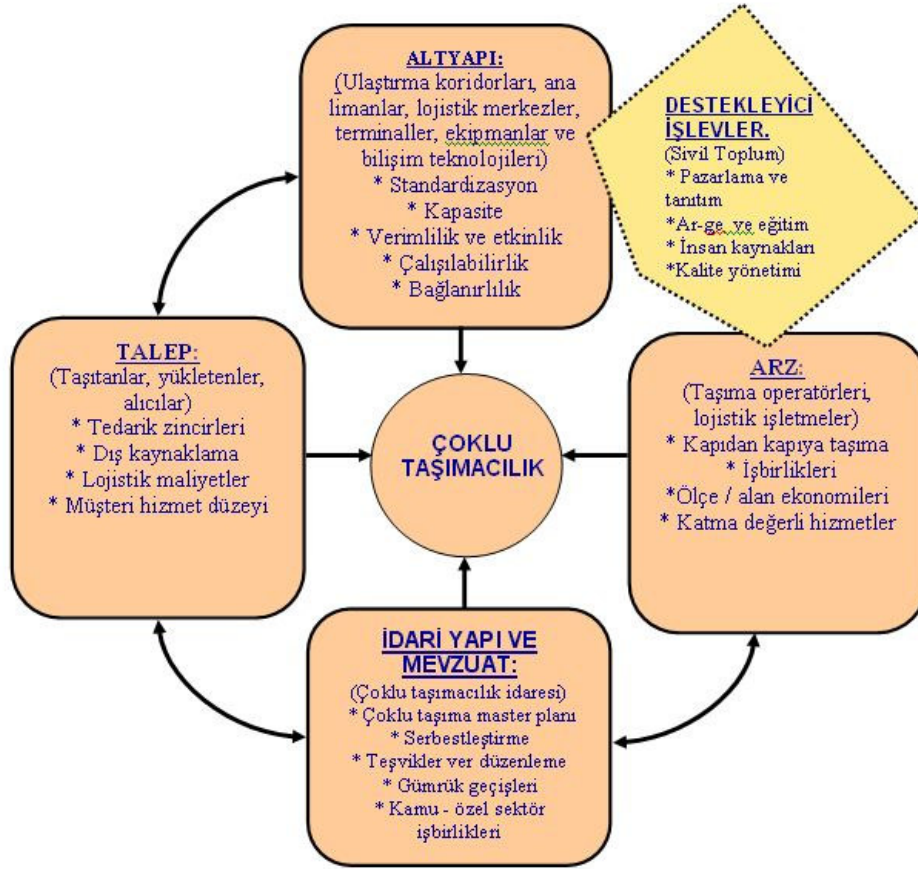 ALTYAPI:
(Ulaştırma koridorları, ana
limanlar, lojistik merkezler,
terminaller, ekipmanlar ve
bilişim teknolojileri)
* Standardizasyon
* Kapasite
* Verimlilik ve etkinlik
* Çalışılabilirlik
* Bağlanırlılık
DESTEKLEYİCİ
İŞLEVLER.
(Sivil Toplum)
* Pazarlama ve
tanıtım
*Ar-ge ve eğitim
* İnsan kaynakları
*Kalite yönetimi
TALEP:
(Taşıtanlar, yükletenler,
alıcılar)
* Tedarik zincirleri
* Dış kaynaklama
* Lojistik maliyetler
* Müşteri hizmet düzeyi
ÇOKLU
TAŞIMACILIK
ARZ:
(Taşıma operatörleri,
lojistik işletmeler)
* Kapıdan kapıya taşıma
* İşbirlikleri
*Ölçe / alan ekonomileri
* Katma değerli hizmetler
İDARİ YAPI VE
MEVZUAT:
(Çoklu taşımacılık idaresi)
* Çoklu taşıma master planı
* Serbestleştirme
* Teşvikler ver düzenleme
* Gümrük geçişleri
* Kamu - özel sektör
işbirlikleri